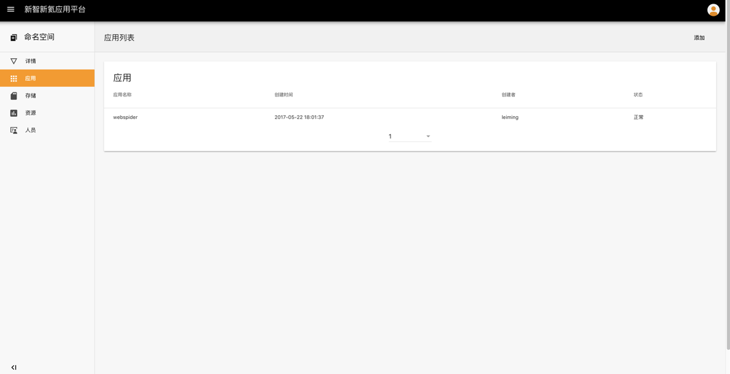 新智新氦应用平台
命名空间
应用列表
添加
详情
应用
存储
资源
人员
应用
应用名称 创建时间 创建者 状态
webspider 2017-05-22 18:01:37 leiming 正常
1